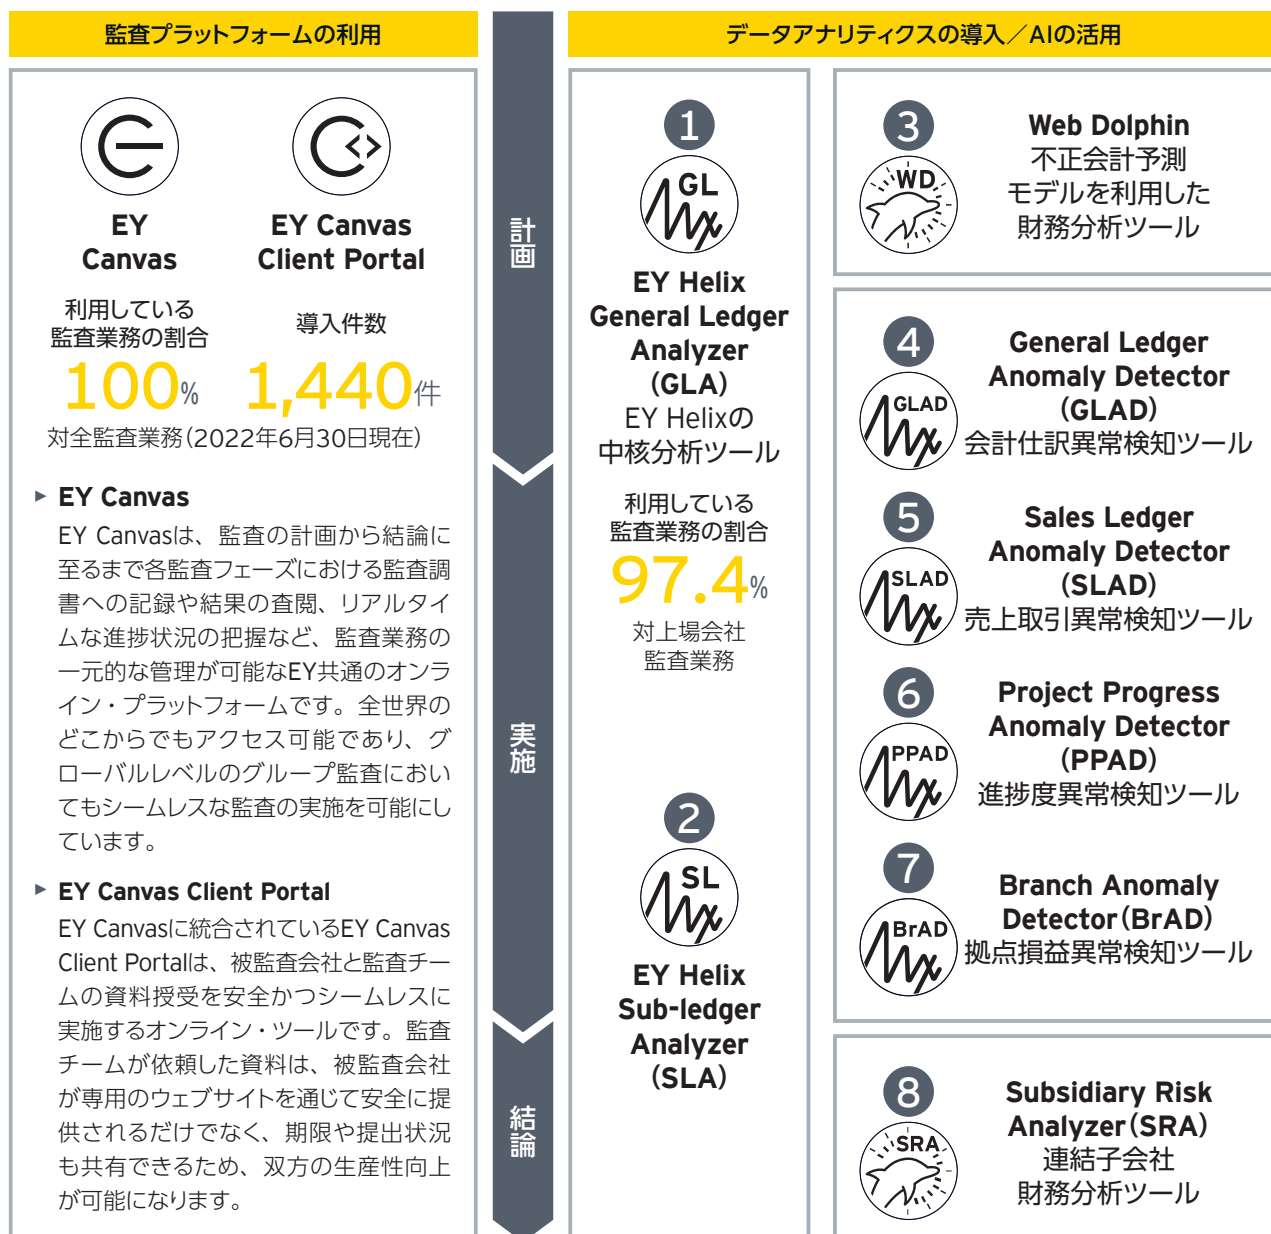 監査プラットフォームの利用
EY
Canvas
利用している
監査業務の割合
100%
EY Canvas
Client Portal
導入件数
1,440件
対全監査業務(2022年6月30日現在)
▶ EY Canvas
EY Canvasは、監査の計画から結論に
至るまで各監査フェーズにおける監査調
書への記録や結果の査閲、リアルタイ
ムな進捗状況の把握など、監査業務の
一元的な管理が可能なEY共通のオンラ
イン・プラットフォームです。全世界の
どこからでもアクセス可能であり、グ
ローバルレベルのグループ監査におい
てもシームレスな監査の実施を可能にし
ています。
▶ EY Canvas Client Portal
EY Canvasに統合されているEY Canvas
Client Portalは、被監査会社と監査チー
ムの資料授受を安全かつシームレスに
実施するオンライン・ツールです。監査
チームが依頼した資料は、被監査会社
が専用のウェブサイトを通じて安全に提
供されるだけでなく、期限や提出状況
も共有できるため、双方の生産性向上
が可能になります。
計画
実施
結論
データアナリティクスの導入／AIの活用
1
GL
EY Helix
General Ledger
Analyzer
(GLA)
EY Helixの
中核分析ツール
利用している
監査業務の割合
97.4%
対上場会社
監査業務
2
SL
EY Helix
Sub-ledger
Analyzer
(SLA)
3
WD
Web Dolphin
不正会計予測
モデルを利用した
財務分析ツール
4
GLAD
General Ledger
Anomaly Detector
(GLAD)
会計仕訳異常検知ツール
5
SLAD
Sales Ledger
Anomaly Detector
(SLAD)
売上取引異常検知ツール
6
PPAD
Project Progress
Anomaly Detector
(PPAD)
進捗度異常検知ツール
7
BrAD
Branch Anomaly
Detector(BrAD)
拠点損益異常検知ツール
8
SRA
Subsidiary Risk
Analyzer(SRA)
連結子会社
財務分析ツール